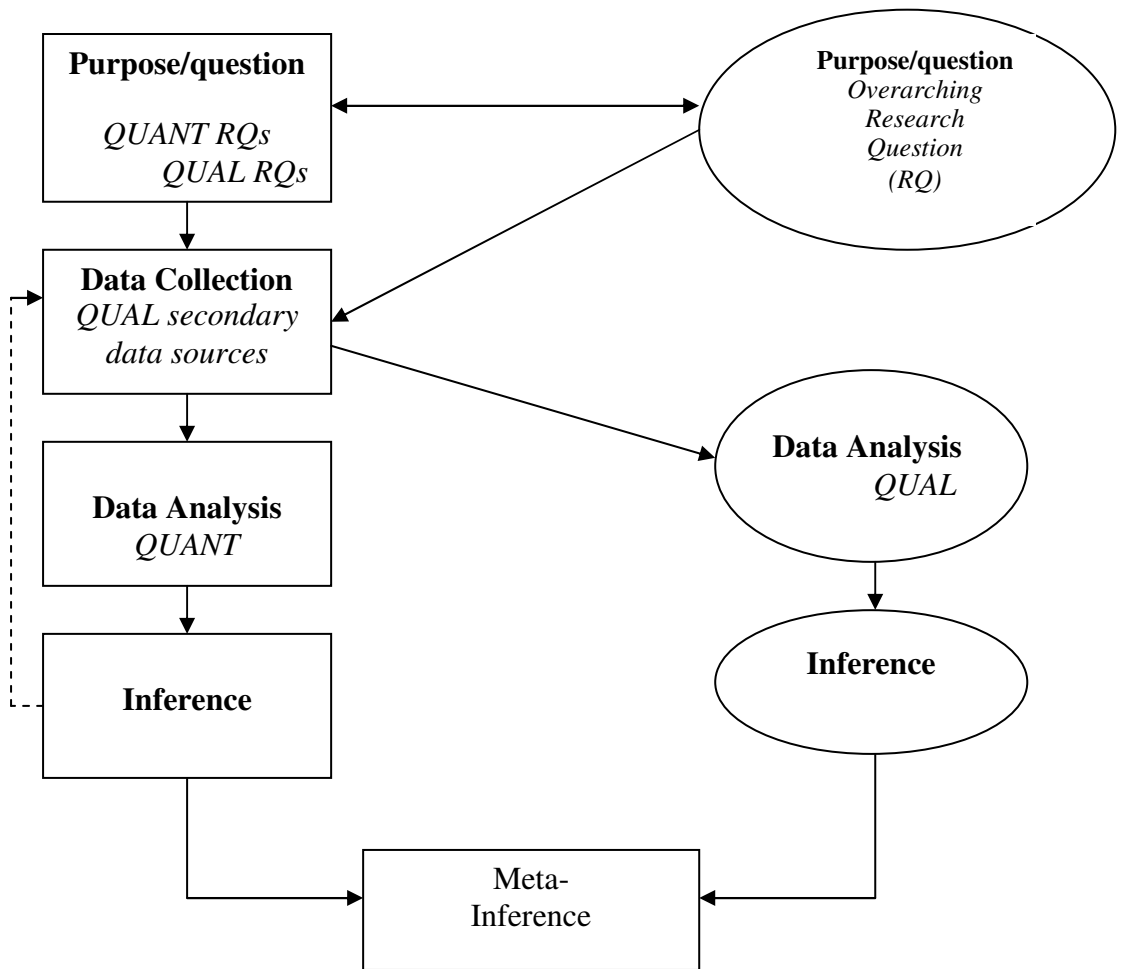 Purpose/question
QUANT RQs
QUAL RQs
Purpose/question
Overarching
Research
Question
(RQ)
Data Collection
QUAL secondary
data sources
Data Analysis
QUANT
Data Analysis
QUAL
Inference
Inference
Meta-
Inference